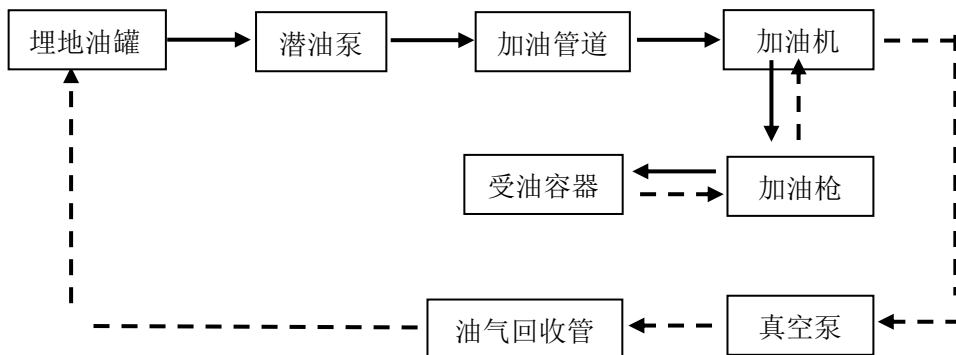 埋地油罐
潜油泵
加油管道
加油机
受油容器
加油枪
油气回收管
真空泵